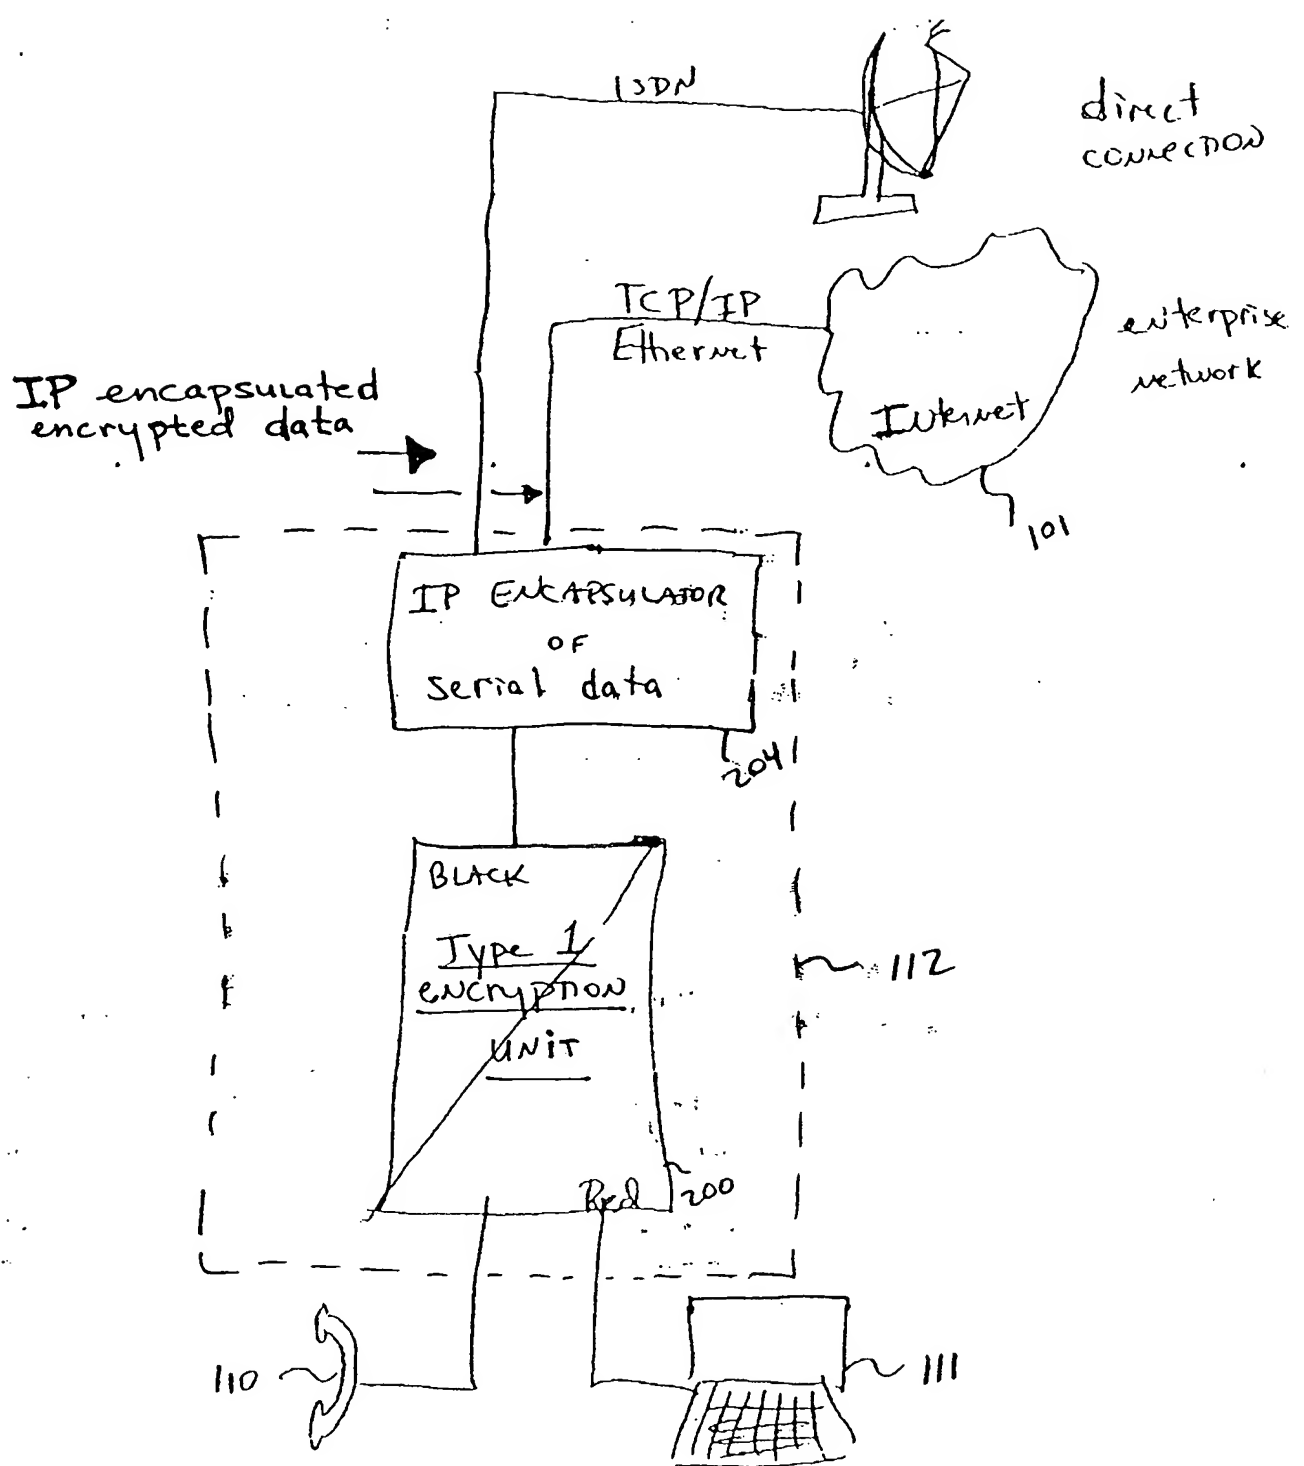 ISDN
direct
connection
TCP/IP
Ethernet
enterprise
network
Internet
IP encapsulated
encrypted data
101
IP ENCAPSULATOR
OF
serial data
204
BLACK
Type 1
encryption
UNIT
112
Red
200
110
111